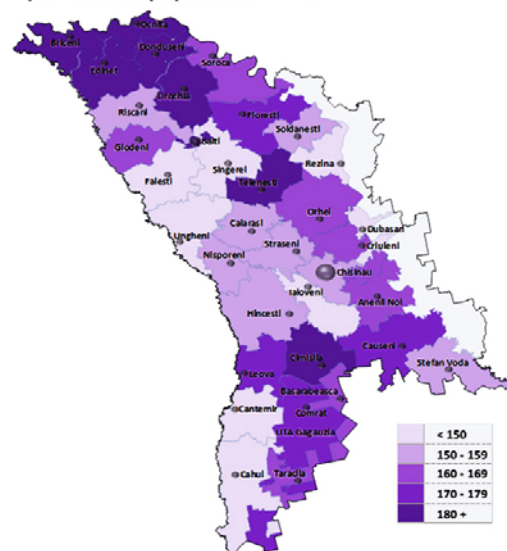 Ocnita
Briceni
Donduseni
Edinet
Soroca
Drochia
Riscani
Floresti
Soldanesti
Glodeni
Balti
Singerei
Rezina
Falesti
Telenesti
Orhei
Calarasi
Dubasari
Ungheni
Straseni
Criuleni
Nisporeni
Chisinau
Ialoveni
Anenii Noi
Hincesti
Causeni
Cimislia
Stefan Voda
Leova
Basarabeasca
Cantemir
Comrat
UTA Gagauzia
Cahul
Taraclia
< 150
150 - 159
160 - 169
170 - 179
180 +